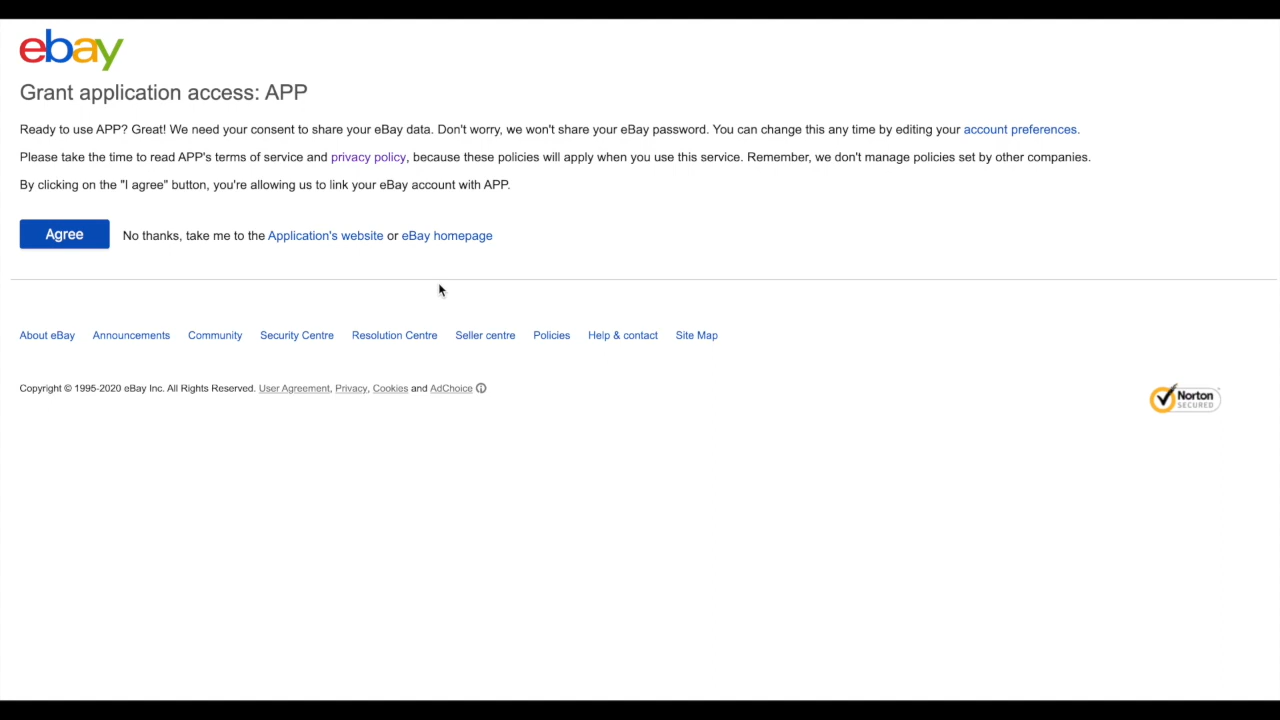 ebay
Grant application access: APP
Ready to use APP? Great! We need your consent to share your eBay data. Don't worry, we won't share your eBay password. You can change this any time by editing your account preferences.
Please take the time to read APP's terms of service and privacy policy, because these policies will apply when you use this service. Remember, we don't manage policies set by other companies.
By clicking on the "I agree" button, you're allowing us to link your eBay account with APP.
Agree No thanks, take me to the Application's website or eBay homepage
About eBay Announcements Community Security Centre Resolution Centre Seller centre Policies Help & contact Site Map
Copyright © 1995-2020 eBay Inc. All Rights Reserved. User Agreement, Privacy, Cookies and AdChoice
Norton
SECURED